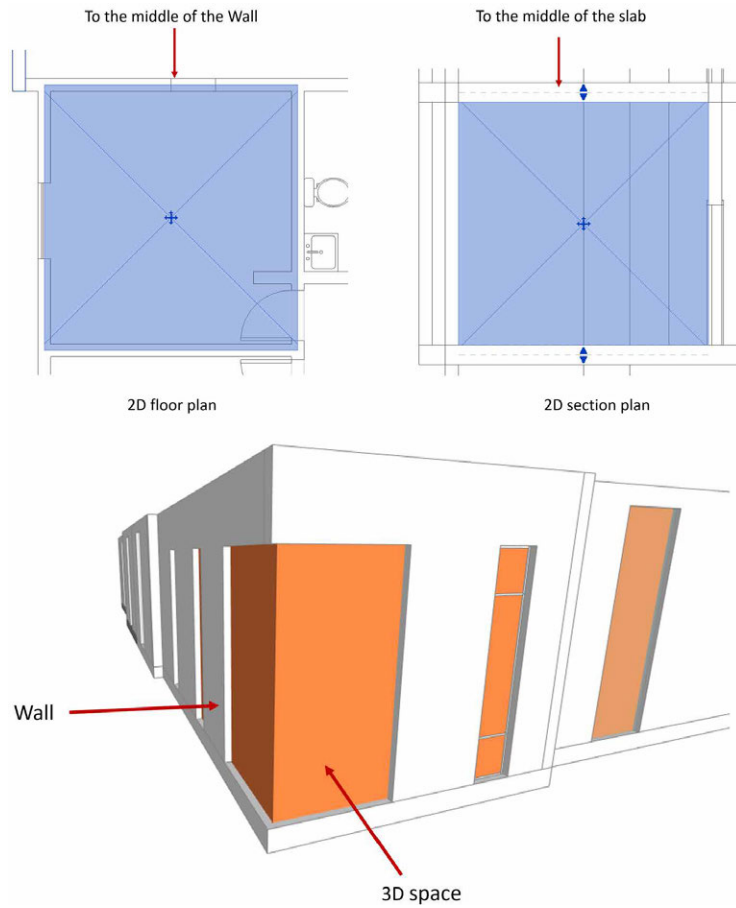 To the middle of the Wall
To the middle of the slab
2D floor plan
2D section plan
Wall
3D space